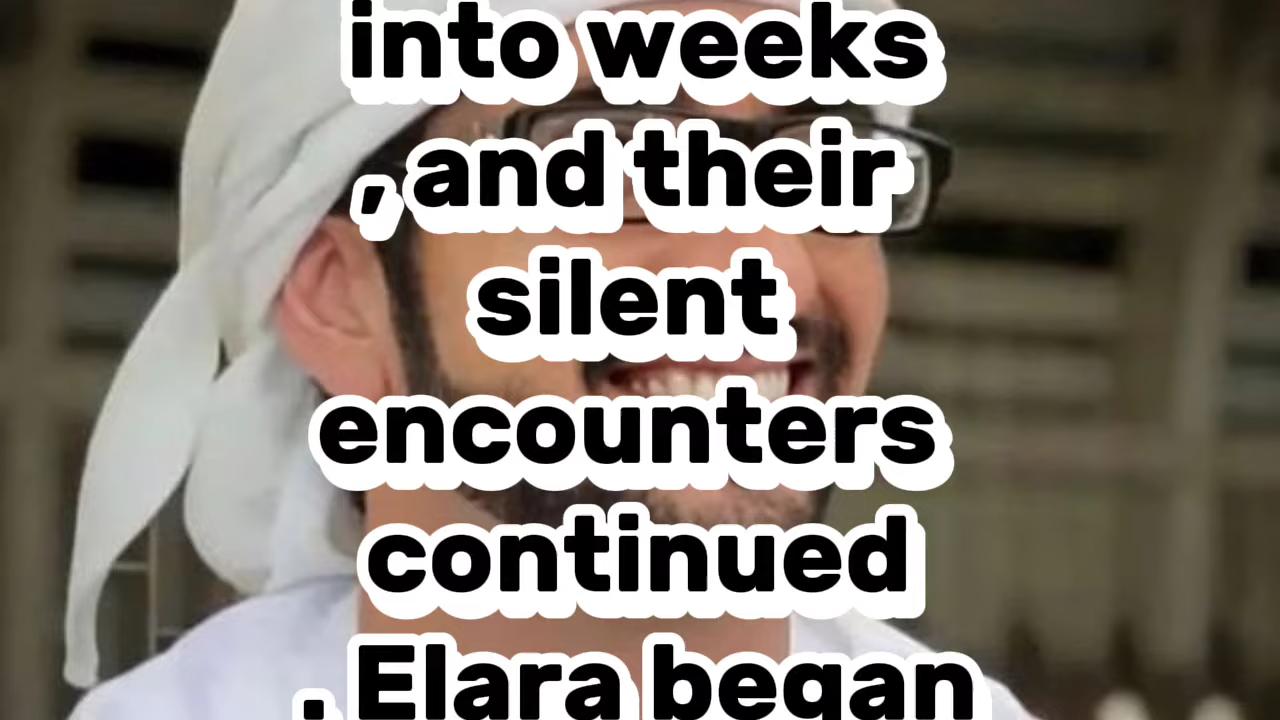 into weeks
, and their
silent
encounters
continued
. Elara began